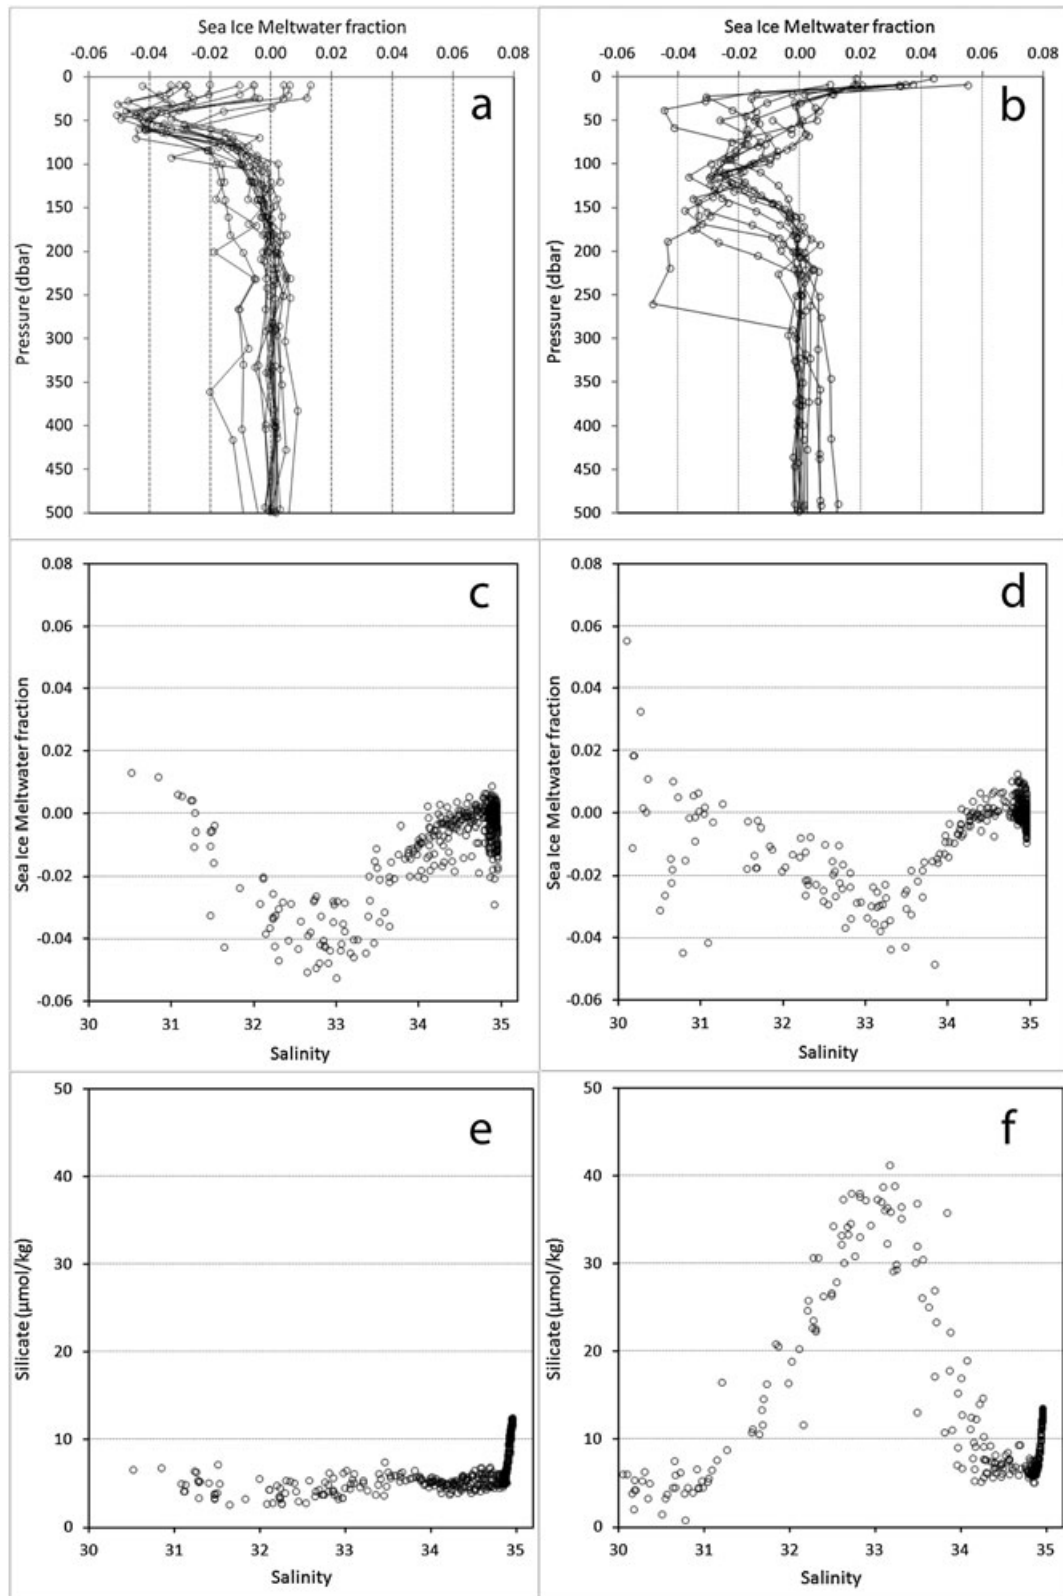 Sea Ice Meltwater fraction
-0.06 -0.04 -0.02 0.00 0.02 0.04 0.06 0.08
0
50
100
150
200
250
300
350
400
450
500
Pressure (dbar)
a
Sea Ice Meltwater fraction
-0.06 -0.04 -0.02 0.00 0.02 0.04 0.06 0.08
0
50
100
150
200
250
300
350
400
450
500
Pressure (dbar)
b
0.08
0.06
0.04
0.02
0.00
-0.02
-0.04
-0.06
Sea Ice Meltwater fraction
c
30 31 32 33 34 35
Salinity
0.08
0.06
0.04
0.02
0.00
-0.02
-0.04
-0.06
Sea Ice Meltwater fraction
d
30 31 32 33 34 35
Salinity
50
40
30
20
10
0
Silicate (µmol/kg)
e
30 31 32 33 34 35
Salinity
50
40
30
20
10
0
Silicate (µmol/kg)
f
30 31 32 33 34 35
Salinity